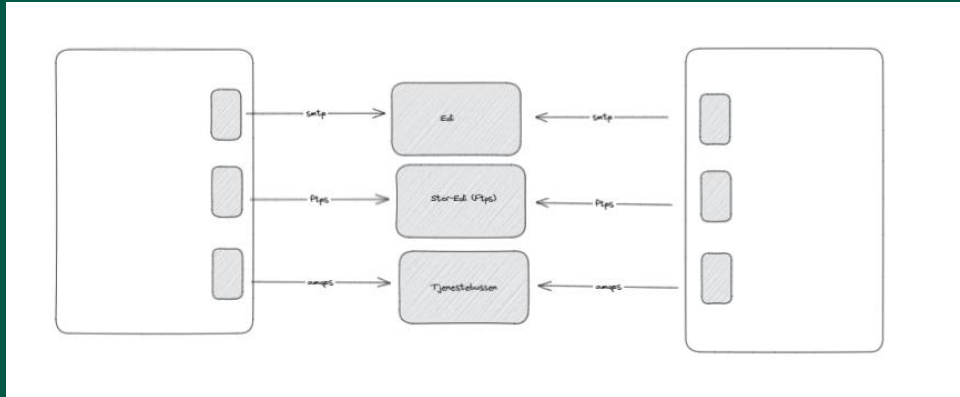 smtp
Edi
smtp
ftps
Stor-Edi (Ftps)
ftps
amqps
Tjenestebussen
amqps